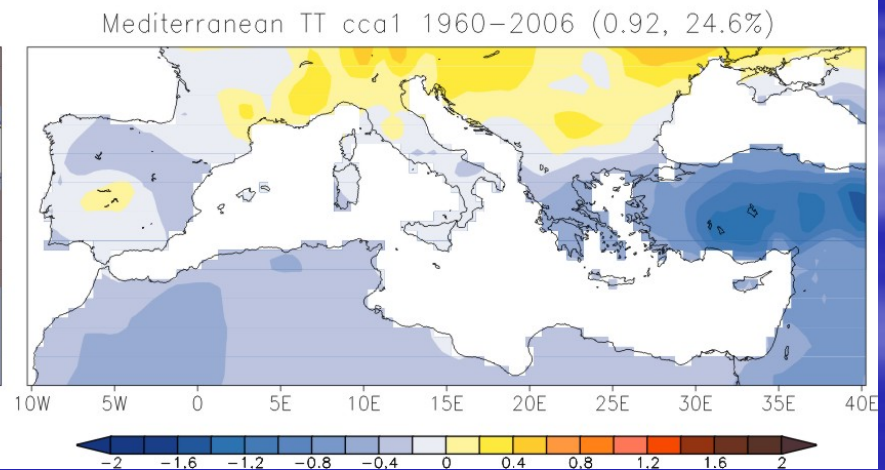 Mediterranean TT cca1 1960−2006 (0.92, 24.6%)
10W 5W 0 5E 10E 15E 20E 25E 30E 35E 40E
−2 −1.6 −1.2 −0.8 −0.4 0 0.4 0.8 1.2 1.6 2